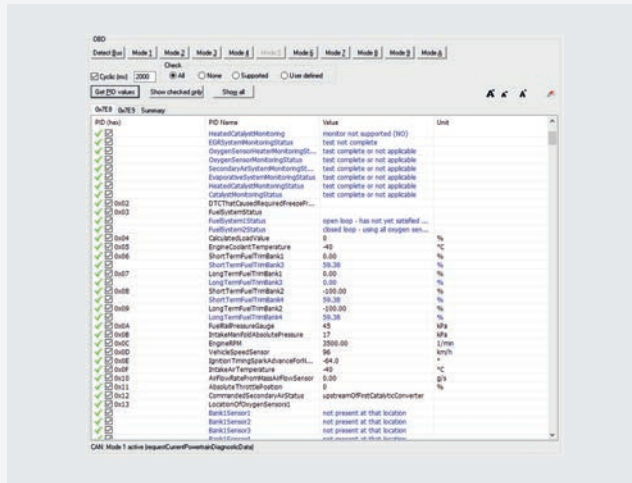 OBD
Detect Bus Mode 1 Mode 2 Mode 3 Mode 4 Mode 5 Mode 6 Mode 7 Mode 8 Mode 9 Mode A
Check
Cyclic (ms) 2000 All None Supported User defined
Get PID values Show checked only Show all
0x7E8 0x7E9 Summary
PID (hex) PID Name Value Unit
HeatedCatalystMonitoring monitor not supported (NO)
EGRSystemMonitoringStatus test not complete
OxygenSensorHeaterMonitoringSt... test complete or not applicable
OxygenSensorMonitoringStatus test complete or not applicable
SecondaryAirSystemMonitoringSt... test complete or not applicable
EvaporativeSystemMonitoringStatus test complete or not applicable
HeatedCatalystMonitoringStatus test complete or not applicable
CatalystMonitoringStatus test complete or not applicable
0x02 DTCThatCausedRequiredFreezeFr...
0x03 FuelSystemStatus
FuelSystem1Status open loop - has not yet satisfied ...
FuelSystem2Status closed loop - using all oxygen sen...
0x04 CalculatedLoadValue 0 %
0x05 EngineCoolantTemperature -40 °C
0x06 ShortTermFuelTrimBank1 0.00 %
ShortTermFuelTrimBank3 59.38 %
0x07 LongTermFuelTrimBank1 0.00 %
LongTermFuelTrimBank3 0.00 %
0x08 ShortTermFuelTrimBank2 -100.00 %
ShortTermFuelTrimBank4 59.38 %
0x09 LongTermFuelTrimBank2 -100.00 %
LongTermFuelTrimBank4 59.38 %
0x0A FuelRailPressureGauge 45 kPa
0x0B IntakeManifoldAbsolutePressure 17 kPa
0x0C EngineRPM 3500.00 1/min
0x0D VehicleSpeedSensor 96 km/h
0x0E IgnitionTimingSparkAdvanceForN... -64.0 °
0x0F IntakeAirTemperature -40 °C
0x10 AirFlowRateFromMassAirFlowSensor 0.00 g/s
0x11 AbsoluteThrottlePosition 0 %
0x12 CommandedSecondaryAirStatus upstreamOfFirstCatalyticConverter
0x13 LocationOfOxygenSensors1
Bank1Sensor1 not present at that location
Bank1Sensor2 not present at that location
Bank1Sensor3 not present at that location
CAN: Mode 1 active (requestCurrentPowertrainDiagnosticData)